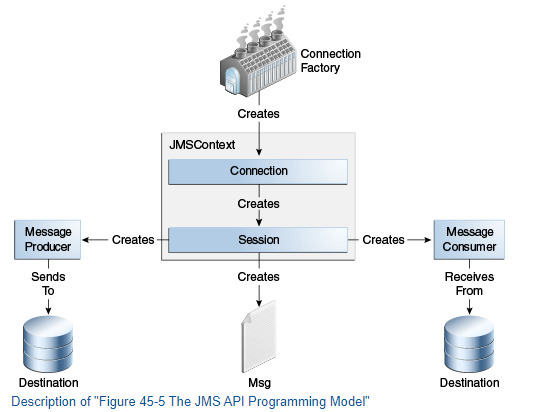 Connection
Factory
Creates
JMSContext
Connection
Creates
Message
Producer
Creates
Session
Creates
Message
Consumer
Sends
To
Creates
Receives
From
Destination
Msg
Destination
Description of "Figure 45-5 The JMS API Programming Model"